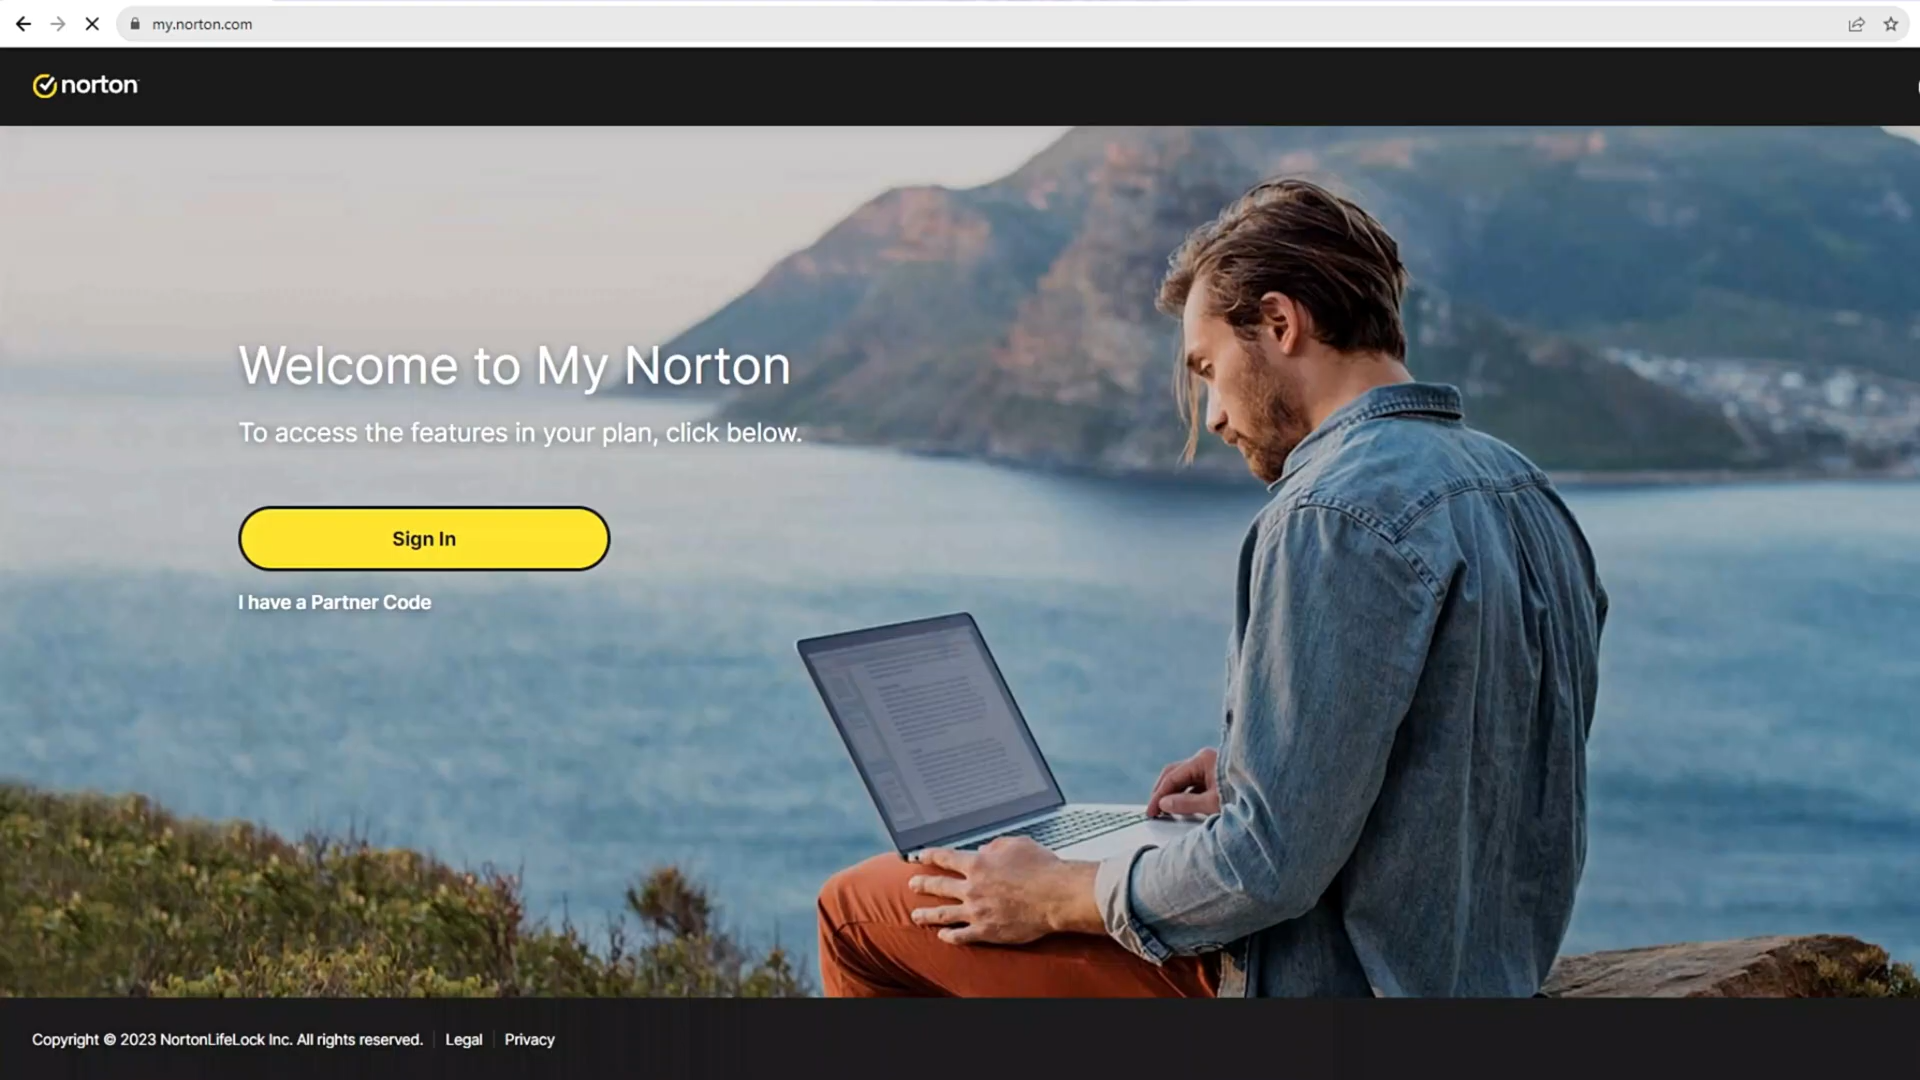 my.norton.com
norton
Welcome to My Norton
To access the features in your plan, click below.
Sign In
I have a Partner Code
Copyright © 2023 NortonLifeLock Inc. All rights reserved. Legal Privacy